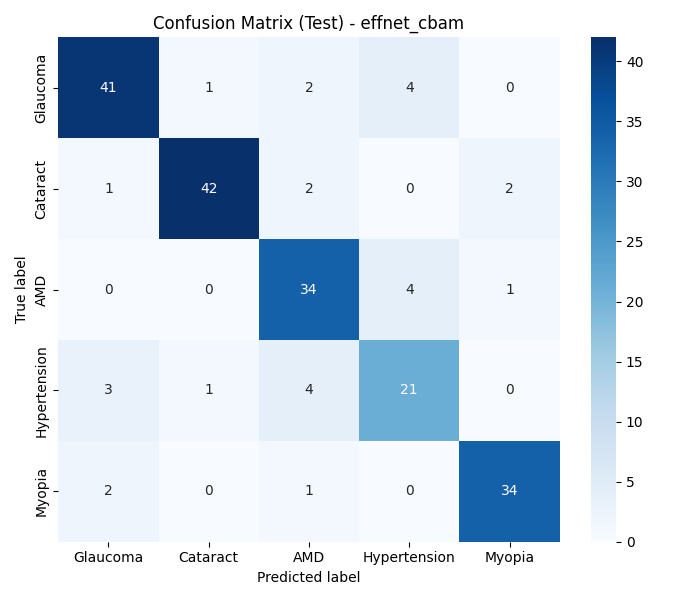 Confusion Matrix (Test) - effnet_cbam
True label
Glaucoma 41 1 2 4 0
Cataract 1 42 2 0 2
AMD 0 0 34 4 1
Hypertension 3 1 4 21 0
Myopia 2 0 1 0 34
Glaucoma Cataract AMD Hypertension Myopia
Predicted label
40
35
30
25
20
15
10
5
0